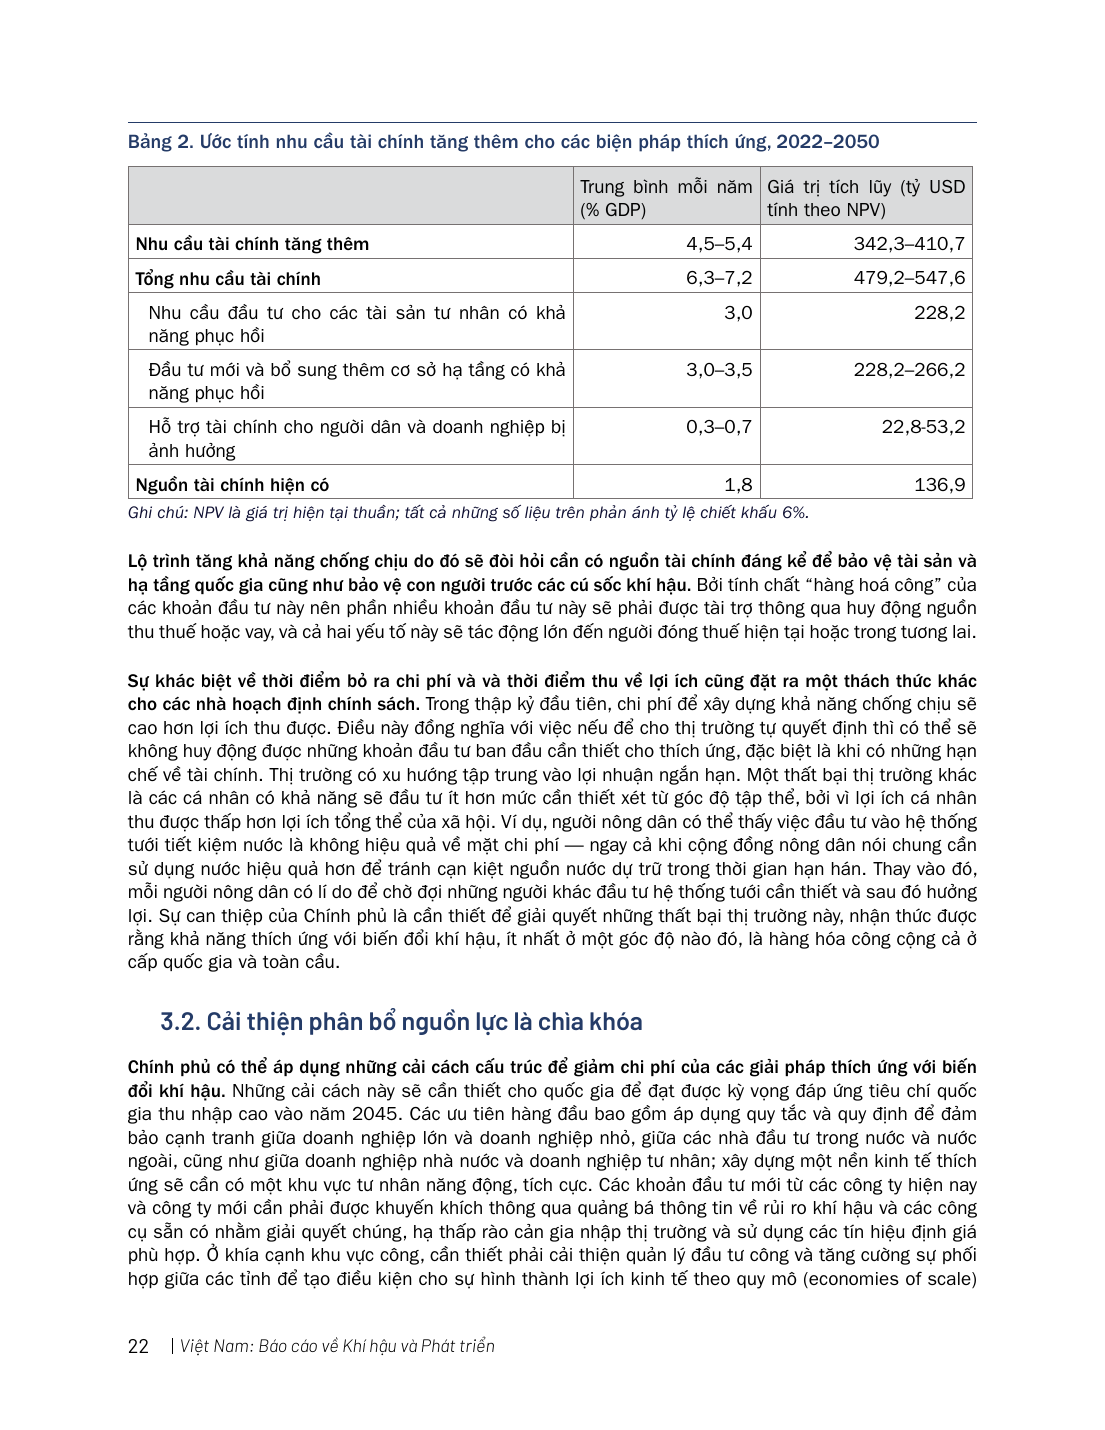 Bảng 2. Ước tính nhu cầu tài chính tăng thêm cho các biện pháp thích ứng, 2022–2050
Trung bình mỗi năm (% GDP)
Giá trị tích lũy (tỷ USD tính theo NPV)
Nhu cầu tài chính tăng thêm 4,5–5,4 342,3–410,7
Tổng nhu cầu tài chính 6,3–7,2 479,2–547,6
Nhu cầu đầu tư cho các tài sản tư nhân có khả năng phục hồi 3,0 228,2
Đầu tư mới và bổ sung thêm cơ sở hạ tầng có khả năng phục hồi 3,0–3,5 228,2–266,2
Hỗ trợ tài chính cho người dân và doanh nghiệp bị ảnh hưởng 0,3–0,7 22,8-53,2
Nguồn tài chính hiện có 1,8 136,9
Ghi chú: NPV là giá trị hiện tại thuần; tất cả những số liệu trên phản ánh tỷ lệ chiết khấu 6%.
Lộ trình tăng khả năng chống chịu do đó sẽ đòi hỏi cần có nguồn tài chính đáng kể để bảo vệ tài sản và
hạ tầng quốc gia cũng như bảo vệ con người trước các cú sốc khí hậu. Bởi tính chất “hàng hoá công” của
các khoản đầu tư này nên phần nhiều khoản đầu tư này sẽ phải được tài trợ thông qua huy động nguồn
thu thuế hoặc vay, và cả hai yếu tố này sẽ tác động lớn đến người đóng thuế hiện tại hoặc trong tương lai.
Sự khác biệt về thời điểm bỏ ra chi phí và và thời điểm thu về lợi ích cũng đặt ra một thách thức khác
cho các nhà hoạch định chính sách. Trong thập kỷ đầu tiên, chi phí để xây dựng khả năng chống chịu sẽ
cao hơn lợi ích thu được. Điều này đồng nghĩa với việc nếu để cho thị trường tự quyết định thì có thể sẽ
không huy động được những khoản đầu tư ban đầu cần thiết cho thích ứng, đặc biệt là khi có những hạn
chế về tài chính. Thị trường có xu hướng tập trung vào lợi nhuận ngắn hạn. Một thất bại thị trường khác
là các cá nhân có khả năng sẽ đầu tư ít hơn mức cần thiết xét từ góc độ tập thể, bởi vì lợi ích cá nhân
thu được thấp hơn lợi ích tổng thể của xã hội. Ví dụ, người nông dân có thể thấy việc đầu tư vào hệ thống
tưới tiết kiệm nước là không hiệu quả về mặt chi phí — ngay cả khi cộng đồng nông dân nói chung cần
sử dụng nước hiệu quả hơn để tránh cạn kiệt nguồn nước dự trữ trong thời gian hạn hán. Thay vào đó,
mỗi người nông dân có lí do để chờ đợi những người khác đầu tư hệ thống tưới cần thiết và sau đó hưởng
lợi. Sự can thiệp của Chính phủ là cần thiết để giải quyết những thất bại thị trường này, nhận thức được
rằng khả năng thích ứng với biến đổi khí hậu, ít nhất ở một góc độ nào đó, là hàng hóa công cộng cả ở
cấp quốc gia và toàn cầu.
3.2. Cải thiện phân bổ nguồn lực là chìa khóa
Chính phủ có thể áp dụng những cải cách cấu trúc để giảm chi phí của các giải pháp thích ứng với biến
đổi khí hậu. Những cải cách này sẽ cần thiết cho quốc gia để đạt được kỳ vọng đáp ứng tiêu chí quốc
gia thu nhập cao vào năm 2045. Các ưu tiên hàng đầu bao gồm áp dụng quy tắc và quy định để đảm
bảo cạnh tranh giữa doanh nghiệp lớn và doanh nghiệp nhỏ, giữa các nhà đầu tư trong nước và nước
ngoài, cũng như giữa doanh nghiệp nhà nước và doanh nghiệp tư nhân; xây dựng một nền kinh tế thích
ứng sẽ cần có một khu vực tư nhân năng động, tích cực. Các khoản đầu tư mới từ các công ty hiện nay
và công ty mới cần phải được khuyến khích thông qua quảng bá thông tin về rủi ro khí hậu và các công
cụ sẵn có nhằm giải quyết chúng, hạ thấp rào cản gia nhập thị trường và sử dụng các tín hiệu định giá
phù hợp. Ở khía cạnh khu vực công, cần thiết phải cải thiện quản lý đầu tư công và tăng cường sự phối
hợp giữa các tỉnh để tạo điều kiện cho sự hình thành lợi ích kinh tế theo quy mô (economies of scale)
22 | Việt Nam: Báo cáo về Khí hậu và Phát triển